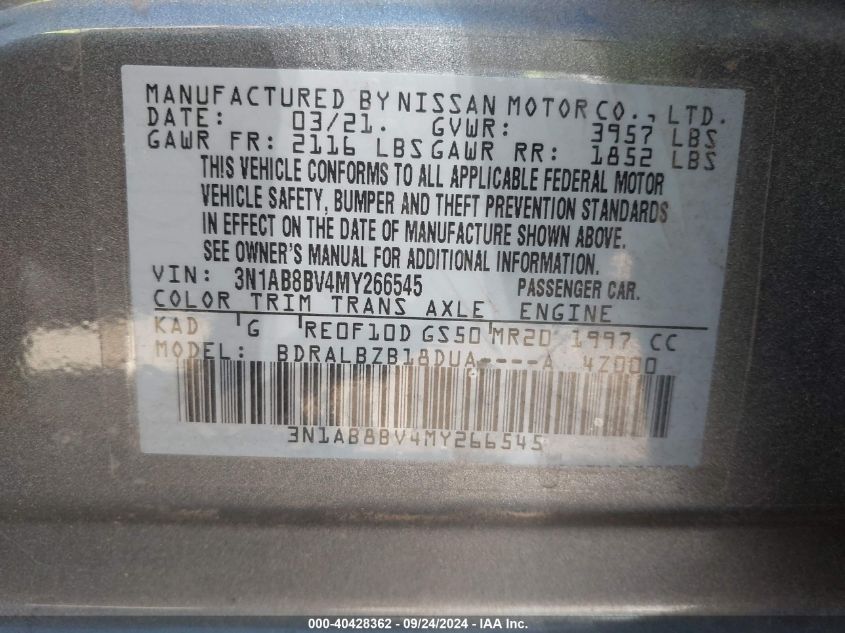 MANUFACTURED BY NISSAN MOTOR CO., LTD.
DATE: 03/21. GVWR: 3957 LBS
GAWR FR: 2116 LBS GAWR RR: 1852 LBS
THIS VEHICLE CONFORMS TO ALL APPLICABLE FEDERAL MOTOR
VEHICLE SAFETY, BUMPER AND THEFT PREVENTION STANDARDS
IN EFFECT ON THE DATE OF MANUFACTURE SHOWN ABOVE.
SEE OWNER'S MANUAL FOR ADDITIONAL INFORMATION.
VIN: 3N1AB8BV4MY266545 PASSENGER CAR.
COLOR TRIM TRANS AXLE ENGINE
KAD G RE0F10D GS50 MR20 1997 CC
MODEL: BDRALBZB18DUA----A 4Z000
3N1AB8BV4MY266545
000-40428362 - 09/24/2024 - IAA Inc.